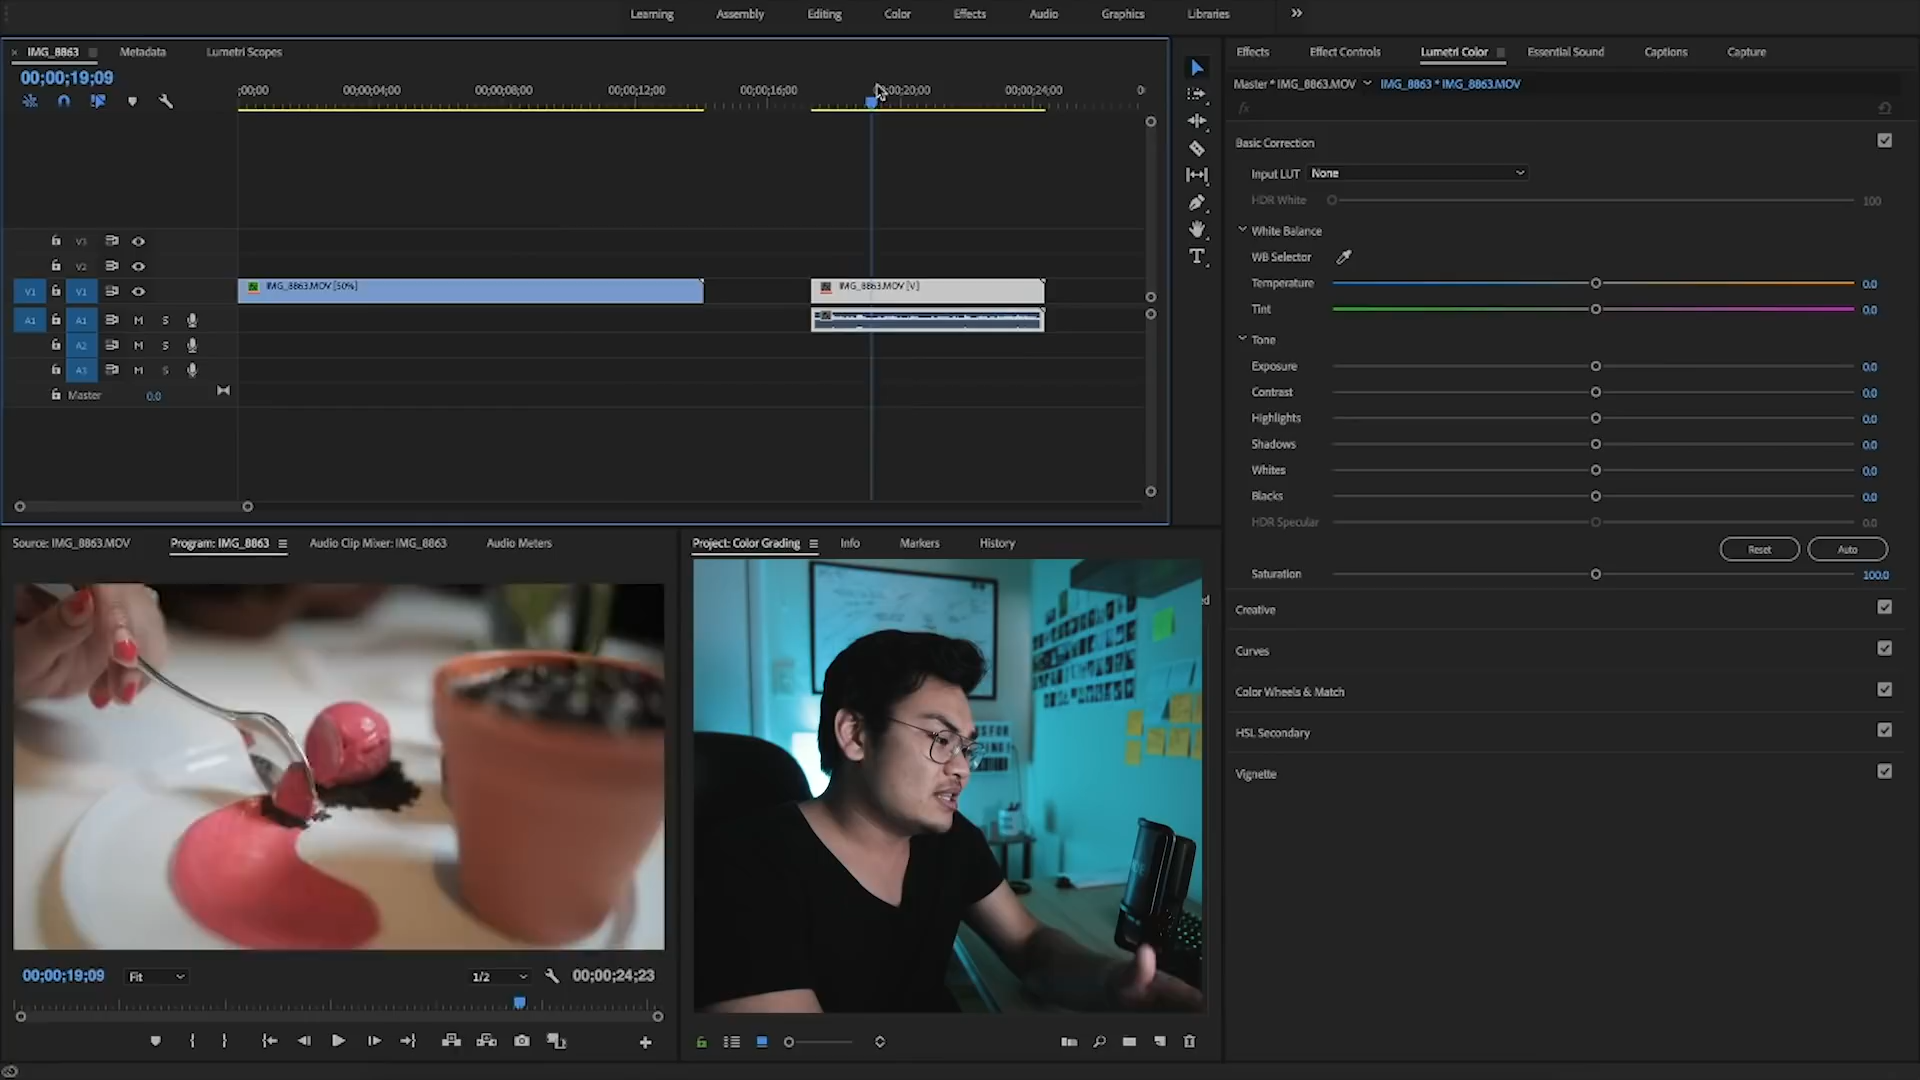 Learning Assembly Editing Color Effects Audio Graphics Libraries
IMG_8863 Metadata Lumetri Scopes
00;00;19;09
;00;00 00;00;04;00 00;00;08;00 00;00;12;00 00;00;16;00 00;20;00 00;00;24;00
V3
V2
V1 V1 IMG_8863.MOV [50%] IMG_8863.MOV [V]
A1 A1 M S
A2 M S
A3 M S
Master 0.0
Effects Effect Controls Lumetri Color Essential Sound Captions Capture
Master * IMG_8863.MOV IMG_8863 * IMG_8863.MOV
fx
Basic Correction
Input LUT None
HDR White 100
White Balance
WB Selector
Temperature 0.0
Tint 0.0
Tone
Exposure 0.0
Contrast 0.0
Highlights 0.0
Shadows 0.0
Whites 0.0
Blacks 0.0
HDR Specular 0.0
Reset Auto
Saturation 100.0
Creative
Curves
Color Wheels & Match
HSL Secondary
Vignette
Source: IMG_8863.MOV Program: IMG_8863 Audio Clip Mixer: IMG_8863 Audio Meters
00;00;19;09 Fit 1/2 00;00;24;23
Project: Color Grading Info Markers History